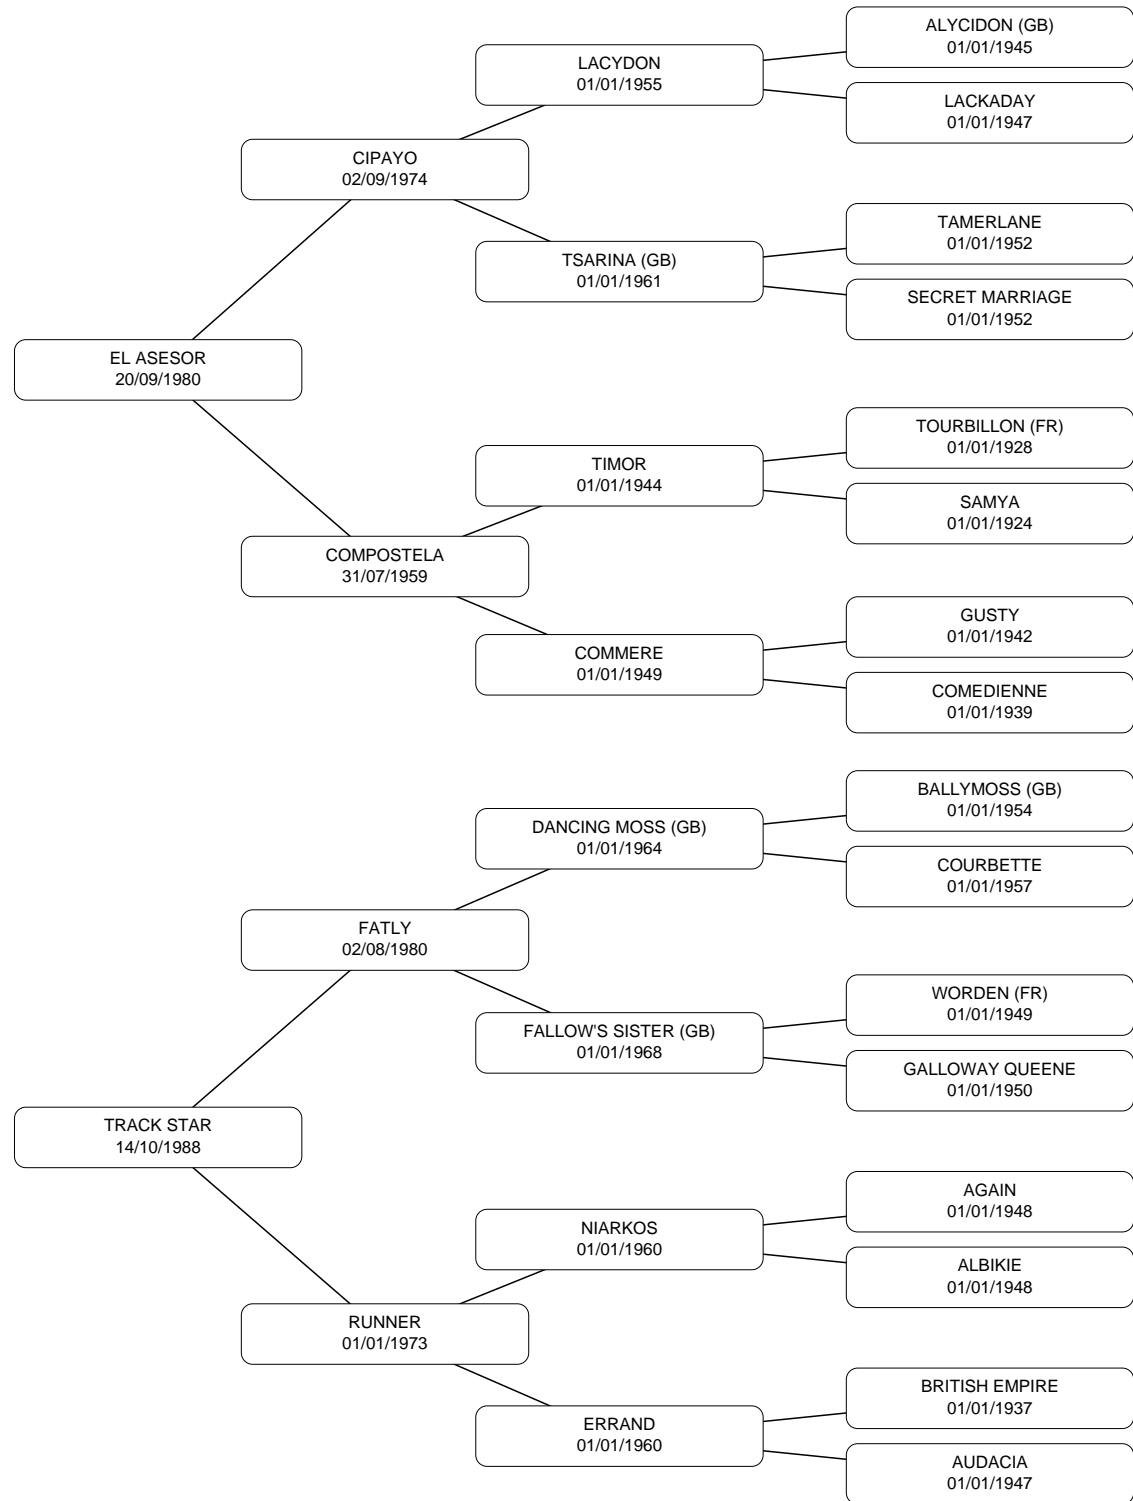 ALYCIDON (GB)
01/01/1945
LACYDON
01/01/1955
LACKADAY
01/01/1947
CIPAYO
02/09/1974
TAMERLANE
01/01/1952
TSARINA (GB)
01/01/1961
SECRET MARRIAGE
01/01/1952
EL ASESOR
20/09/1980
TOURBILLON (FR)
01/01/1928
TIMOR
01/01/1944
SAMYA
01/01/1924
COMPOSTELA
31/07/1959
GUSTY
01/01/1942
COMMERE
01/01/1949
COMEDIENNE
01/01/1939
BALLYMOSS (GB)
01/01/1954
DANCING MOSS (GB)
01/01/1964
COURBETTE
01/01/1957
FATLY
02/08/1980
WORDEN (FR)
01/01/1949
FALLOW'S SISTER (GB)
01/01/1968
GALLOWAY QUEENE
01/01/1950
TRACK STAR
14/10/1988
AGAIN
01/01/1948
NIARKOS
01/01/1960
ALBIKIE
01/01/1948
RUNNER
01/01/1973
BRITISH EMPIRE
01/01/1937
ERRAND
01/01/1960
AUDACIA
01/01/1947